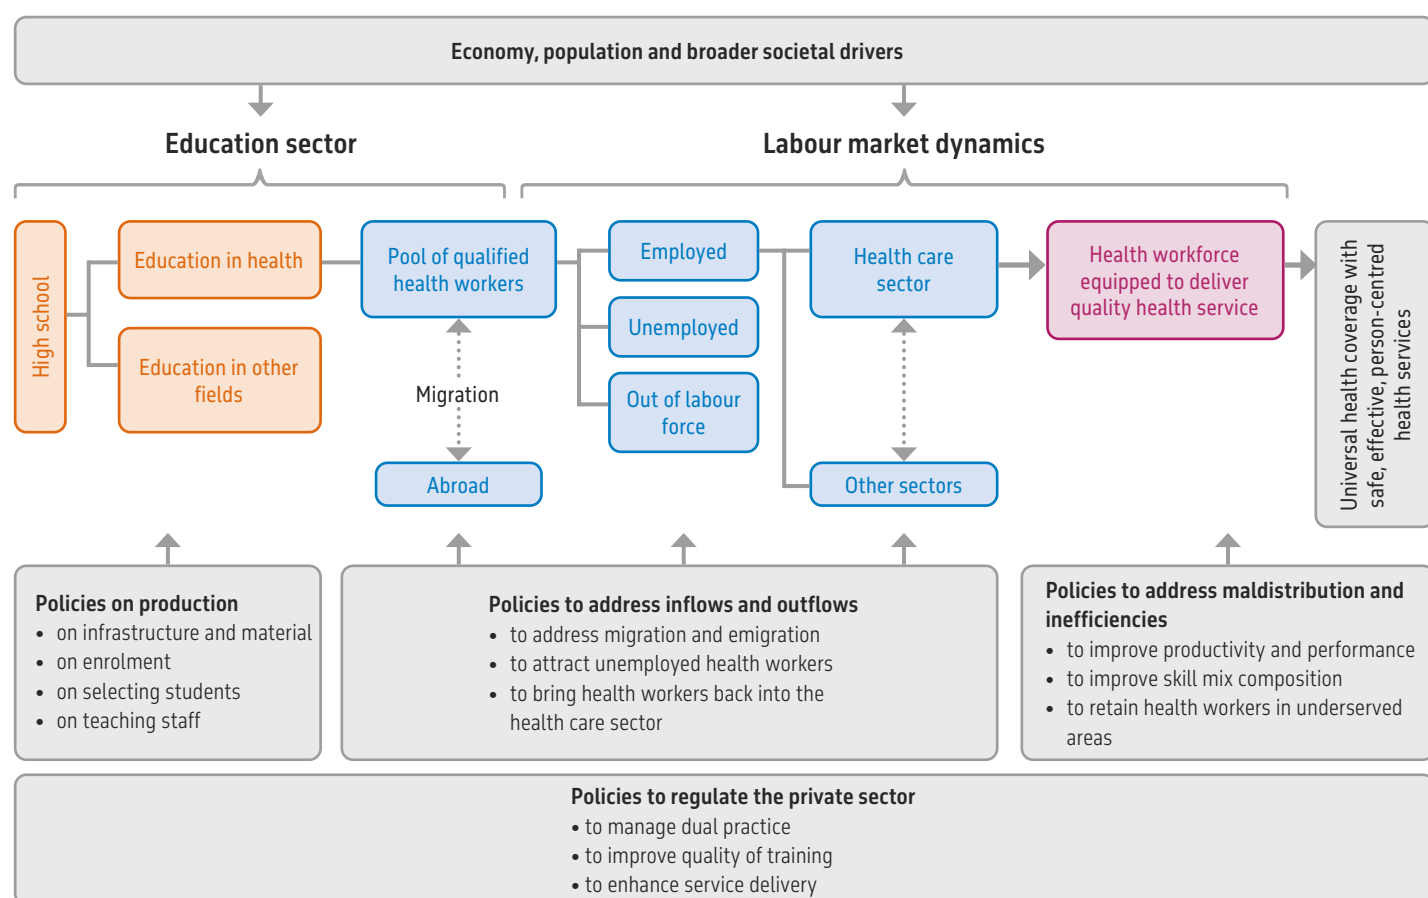 Economy, population and broader societal drivers
Education sector
Labour market dynamics
High school
Education in health
Education in other
fields
Pool of qualified
health workers
Migration
Abroad
Employed
Unemployed
Out of labour
force
Health care
sector
Other sectors
Health workforce
equipped to deliver
quality health service
Universal health coverage with
safe, effective, person-centred
health services
Policies on production
• on infrastructure and material
• on enrolment
• on selecting students
• on teaching staff
Policies to address inflows and outflows
• to address migration and emigration
• to attract unemployed health workers
• to bring health workers back into the
health care sector
Policies to address maldistribution and
inefficiencies
• to improve productivity and performance
• to improve skill mix composition
• to retain health workers in underserved
areas
Policies to regulate the private sector
• to manage dual practice
• to improve quality of training
• to enhance service delivery